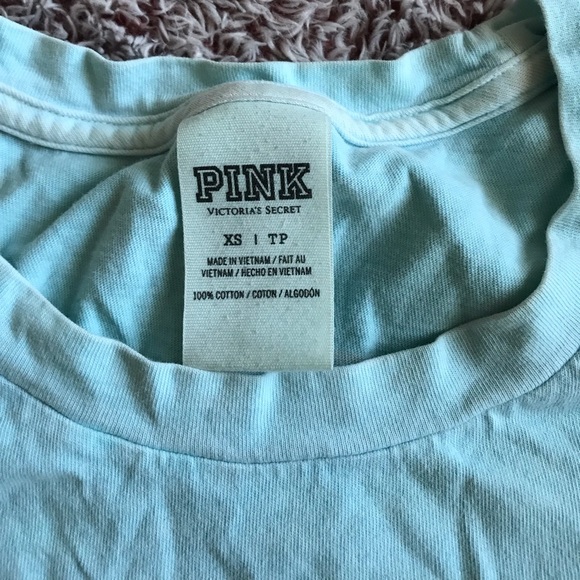 PINK
VICTORIA'S SECRET
XS | TP
MADE IN VIETNAM / FAIT AU
VIETNAM / HECHO EN VIETNAM
100% COTTON / COTON / ALGODÓN